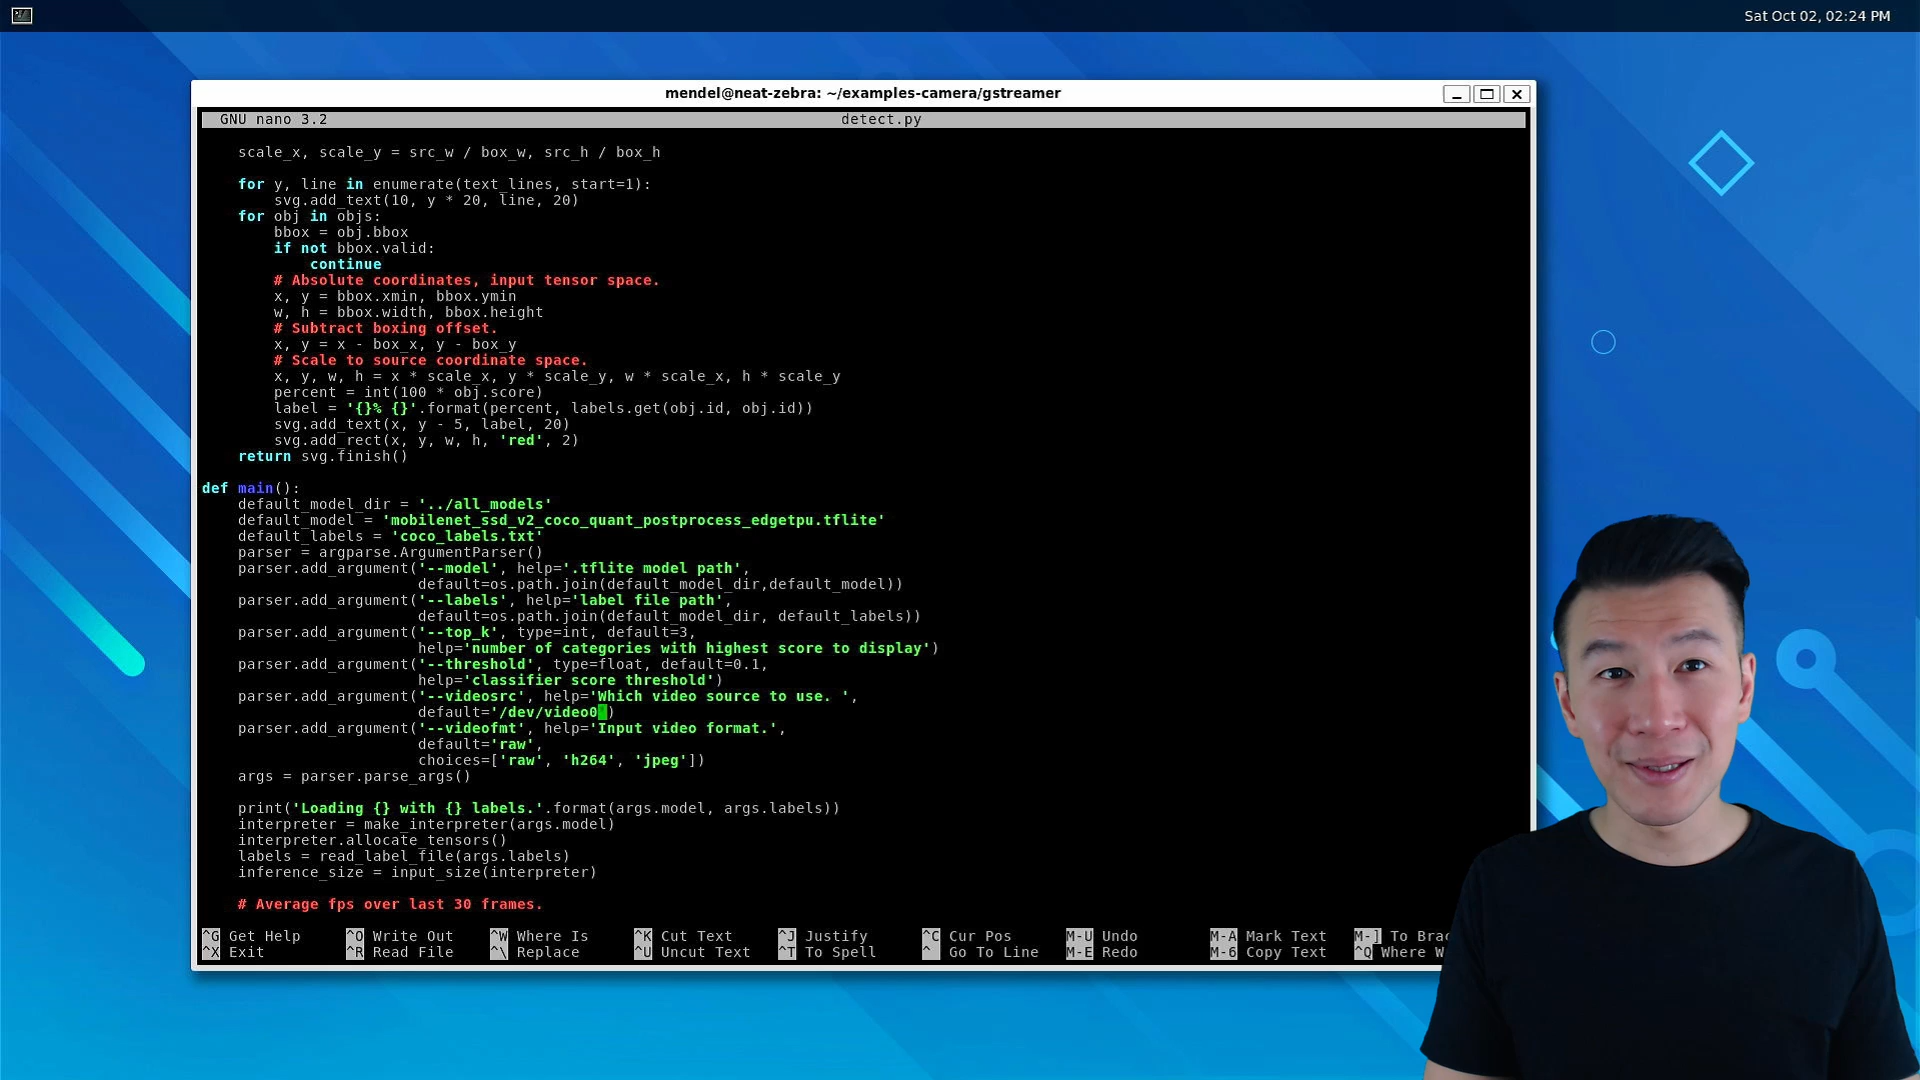 Sat Oct 02, 02:24 PM
mendel@neat-zebra: ~/examples-camera/gstreamer
GNU nano 3.2 detect.py
scale_x, scale_y = src_w / box_w, src_h / box_h
for y, line in enumerate(text_lines, start=1):
svg.add_text(10, y * 20, line, 20)
for obj in objs:
bbox = obj.bbox
if not bbox.valid:
continue
# Absolute coordinates, input tensor space.
x, y = bbox.xmin, bbox.ymin
w, h = bbox.width, bbox.height
# Subtract boxing offset.
x, y = x - box_x, y - box_y
# Scale to source coordinate space.
x, y, w, h = x * scale_x, y * scale_y, w * scale_x, h * scale_y
percent = int(100 * obj.score)
label = '{}% {}'.format(percent, labels.get(obj.id, obj.id))
svg.add_text(x, y - 5, label, 20)
svg.add_rect(x, y, w, h, 'red', 2)
return svg.finish()
def main():
default_model_dir = '../all_models'
default_model = 'mobilenet_ssd_v2_coco_quant_postprocess_edgetpu.tflite'
default_labels = 'coco_labels.txt'
parser = argparse.ArgumentParser()
parser.add_argument('--model', help='.tflite model path',
default=os.path.join(default_model_dir,default_model))
parser.add_argument('--labels', help='label file path',
default=os.path.join(default_model_dir, default_labels))
parser.add_argument('--top_k', type=int, default=3,
help='number of categories with highest score to display')
parser.add_argument('--threshold', type=float, default=0.1,
help='classifier score threshold')
parser.add_argument('--videosrc', help='Which video source to use. ',
default='/dev/video0')
parser.add_argument('--videofmt', help='Input video format.',
default='raw',
choices=['raw', 'h264', 'jpeg'])
args = parser.parse_args()
print('Loading {} with {} labels.'.format(args.model, args.labels))
interpreter = make_interpreter(args.model)
interpreter.allocate_tensors()
labels = read_label_file(args.labels)
inference_size = input_size(interpreter)
# Average fps over last 30 frames.
^G Get Help ^O Write Out ^W Where Is ^K Cut Text ^J Justify ^C Cur Pos M-U Undo M-A Mark Text M-] To Brac
^X Exit ^R Read File ^\ Replace ^U Uncut Text ^T To Spell ^_ Go To Line M-E Redo M-6 Copy Text ^Q Where W